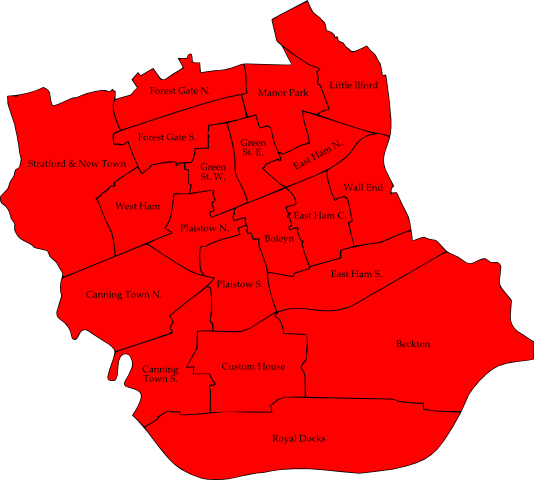 Little Ilford
Forest Gate N.
Manor Park
Forest Gate S.
Green
St. E.
East Ham N.
Stratford & New Town
Green
St. W.
Wall End
West Ham
East Ham C.
Plaistow N.
Boleyn
East Ham S.
Plaistow S.
Canning Town N.
Beckton
Custom House
Canning
Town S.
Royal Docks